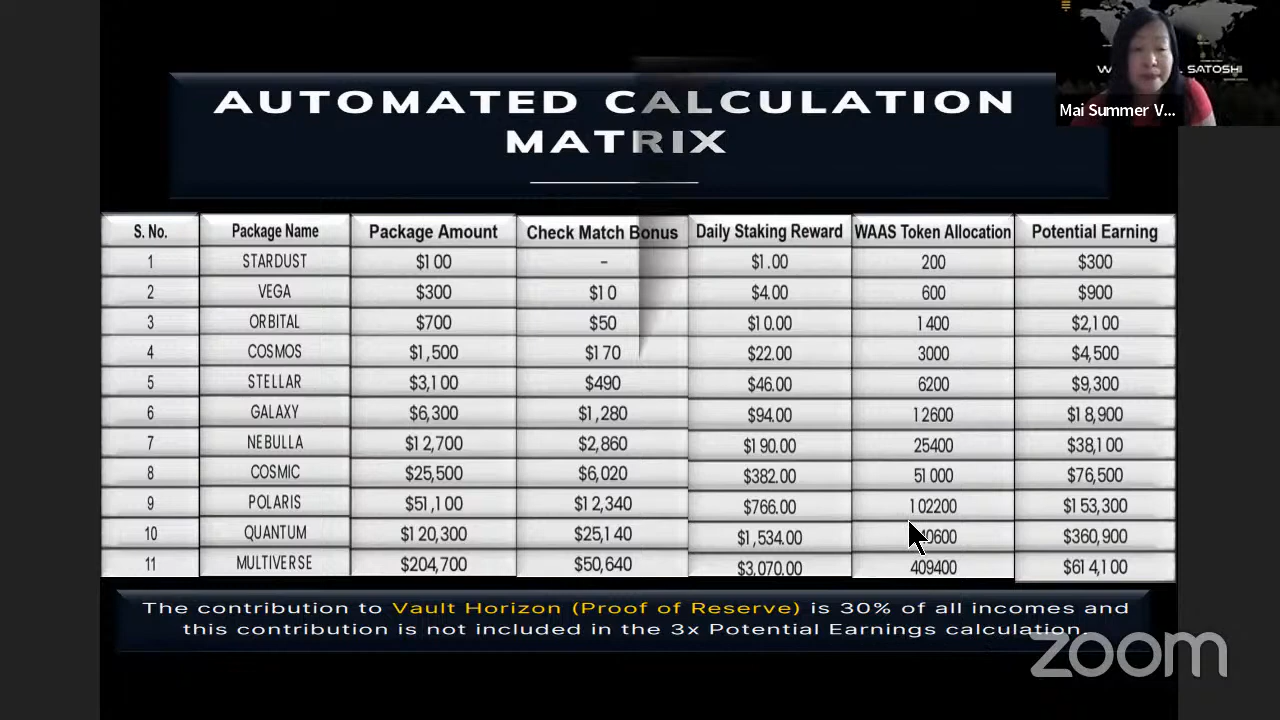 AUTOMATED CALCULATION
MATRIX
SATOSHI
Mai Summer V...
S. No. Package Name Package Amount Check Match Bonus Daily Staking Reward WAAS Token Allocation Potential Earning
1 STARDUST $100 – $1.00 200 $300
2 VEGA $300 $10 $4.00 600 $900
3 ORBITAL $700 $50 $10.00 1400 $2,100
4 COSMOS $1,500 $170 $22.00 3000 $4,500
5 STELLAR $3,100 $490 $46.00 6200 $9,300
6 GALAXY $6,300 $1,280 $94.00 12600 $18,900
7 NEBULLA $12,700 $2,860 $190.00 25400 $38,100
8 COSMIC $25,500 $6,020 $382.00 51000 $76,500
9 POLARIS $51,100 $12,340 $766.00 102200 $153,300
10 QUANTUM $120,300 $25,140 $1,534.00 $360,900
11 MULTIVERSE $204,700 $50,640 $3,070.00 409400 $614,100
The contribution to Vault Horizon (Proof of Reserve) is 30% of all incomes and
this contribution is not included in the 3x Potential Earnings calculation.
zoom